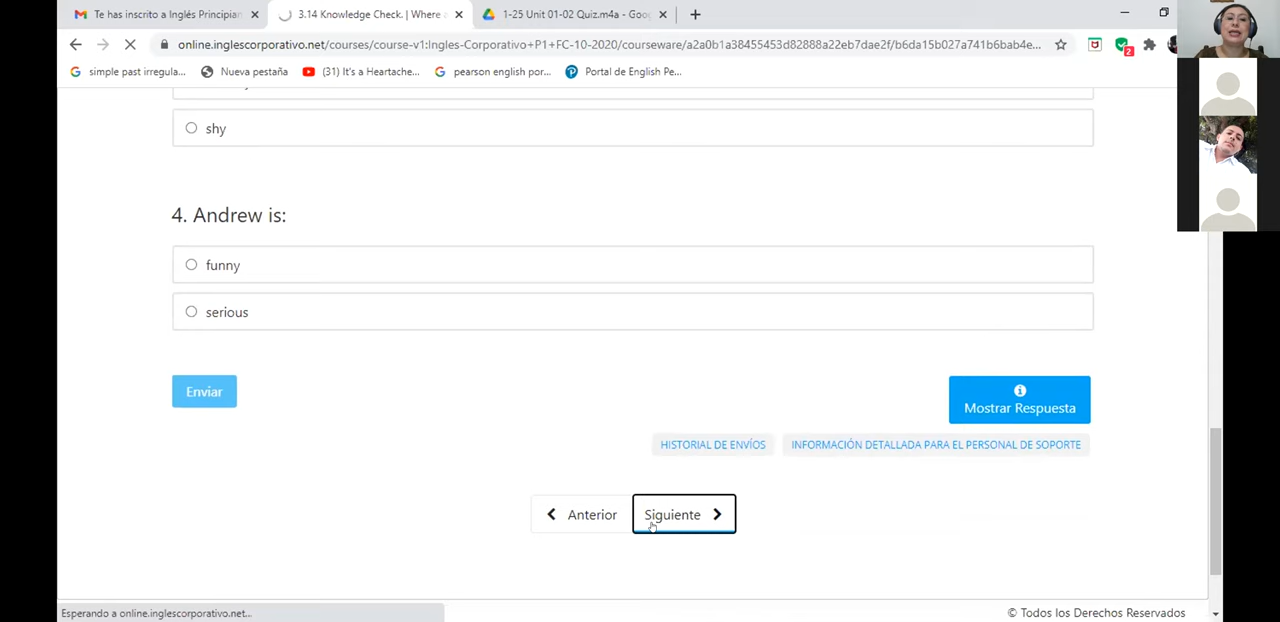 Te has inscrito a Inglés Principian
3.14 Knowledge Check. | Where
1-25 Unit 01-02 Quiz.m4a - Goo
online.inglescorporativo.net/courses/course-v1:Ingles-Corporativo+P1+FC-10-2020/courseware/a2a0b1a38455453d82888a22eb7dae2f/b6da15b027a741b6bab4e...
2
simple past irregula...
Nueva pestaña
(31) It's a Heartache...
pearson english por...
Portal de English Pe...
shy
4. Andrew is:
funny
serious
Enviar
Mostrar Respuesta
HISTORIAL DE ENVÍOS
INFORMACIÓN DETALLADA PARA EL PERSONAL DE SOPORTE
Anterior
Siguiente
Esperando a online.inglescorporativo.net...
© Todos los Derechos Reservados